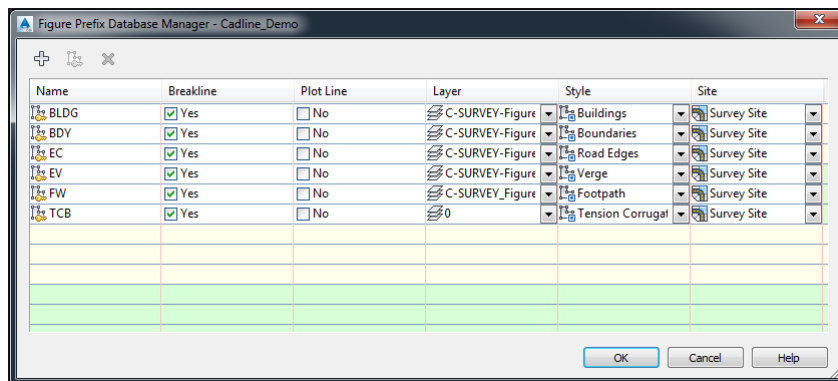 Figure Prefix Database Manager - Cadline_Demo
Name Breakline Plot Line Layer Style Site
BLDG Yes No C-SURVEY-Figure Buildings Survey Site
BDY Yes No C-SURVEY-Figure Boundaries Survey Site
EC Yes No C-SURVEY-Figure Road Edges Survey Site
EV Yes No C-SURVEY-Figure Verge Survey Site
FW Yes No C-SURVEY_Figure Footpath Survey Site
TCB Yes No 0 Tension Corrugat Survey Site
OK Cancel Help